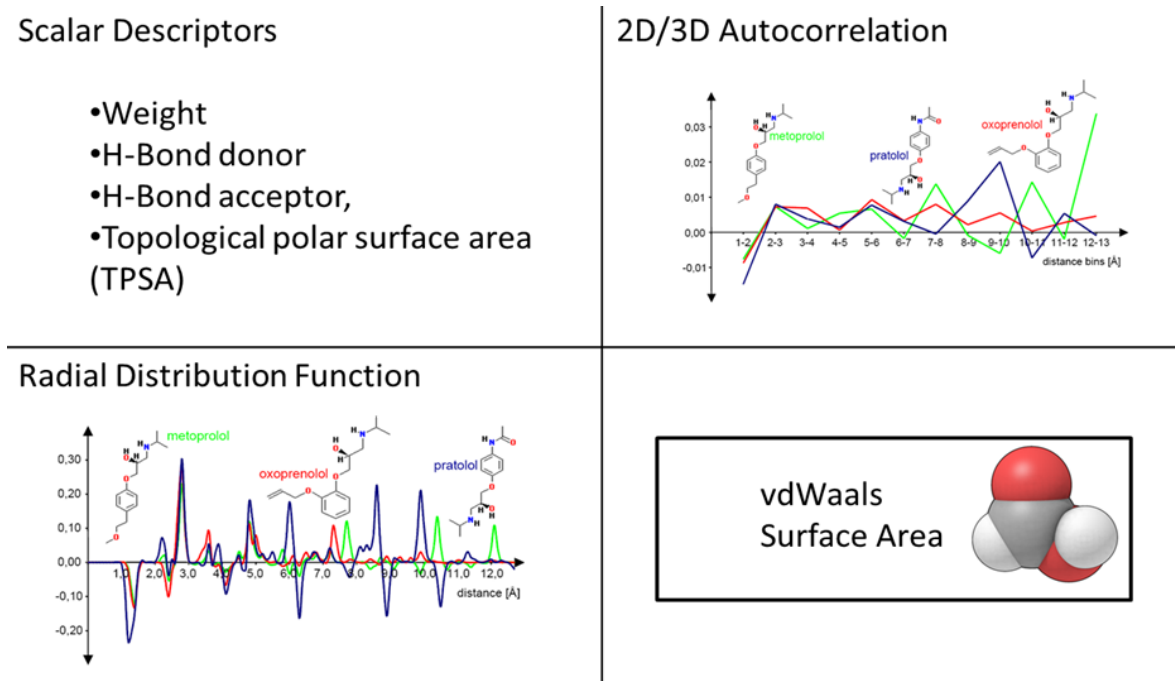 Scalar Descriptors
•Weight
•H-Bond donor
•H-Bond acceptor,
•Topological polar surface area
(TPSA)
2D/3D Autocorrelation
0,03
0,02
0,01
0,00
-0,01
metoprolol
pratolol
oxoprenolol
1-2 2-3 3-4 4-5 5-6 6-7 7-8 8-9 9-10 10-11 11-12 12-13
distance bins [Å]
H N
H O
O
O
H N O
O
O H
N H
H N
H O
O
O
Radial Distribution Function
0,30
0,20
0,10
0,00
-0,10
-0,20
metoprolol
oxoprenolol
pratolol
1,0 2,0 3,0 4,0 5,0 6,0 7,0 8,0 9,0 10,0 11,0 12,0
distance [Å]
H N
H O
O
O
H N
H O
O
O
H N O
O
O H
N H
vdWaals
Surface Area